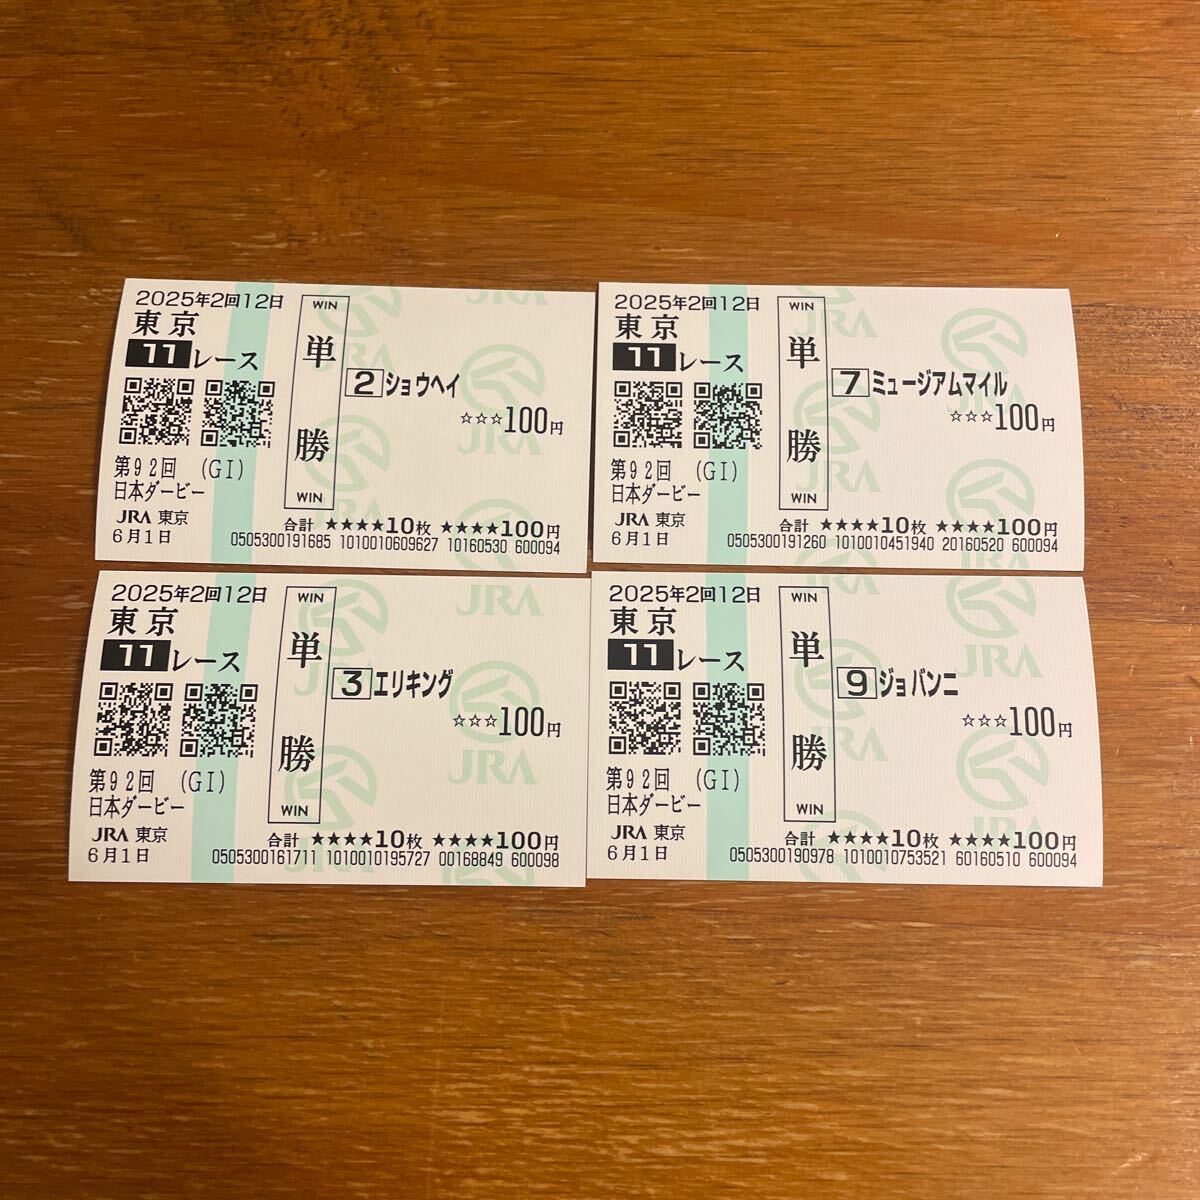 2025年2回12日
東京
11レース
第92回 (GI)
日本ダービー
JRA 東京
6月1日
WIN
単勝
WIN
2 ショウヘイ
☆☆☆100円
合計 ★★★★10枚 ★★★★100円
0505300191685 1010010609627 10160530 600094
2025年2回12日
東京
11レース
第92回 (GI)
日本ダービー
JRA 東京
6月1日
WIN
単勝
WIN
7 ミュージアムマイル
☆☆☆100円
合計 ★★★★10枚 ★★★★100円
0505300191260 1010010451940 20160520 600094
2025年2回12日
東京
11レース
第92回 (GI)
日本ダービー
JRA 東京
6月1日
WIN
単勝
WIN
3 エリキング
☆☆☆100円
合計 ★★★★10枚 ★★★★100円
0505300161711 1010010195727 00168849 600098
2025年2回12日
東京
11レース
第92回 (GI)
日本ダービー
JRA 東京
6月1日
WIN
単勝
WIN
9 ジョバンニ
☆☆☆100円
合計 ★★★★10枚 ★★★★100円
0505300190978 1010010753521 60160510 600094